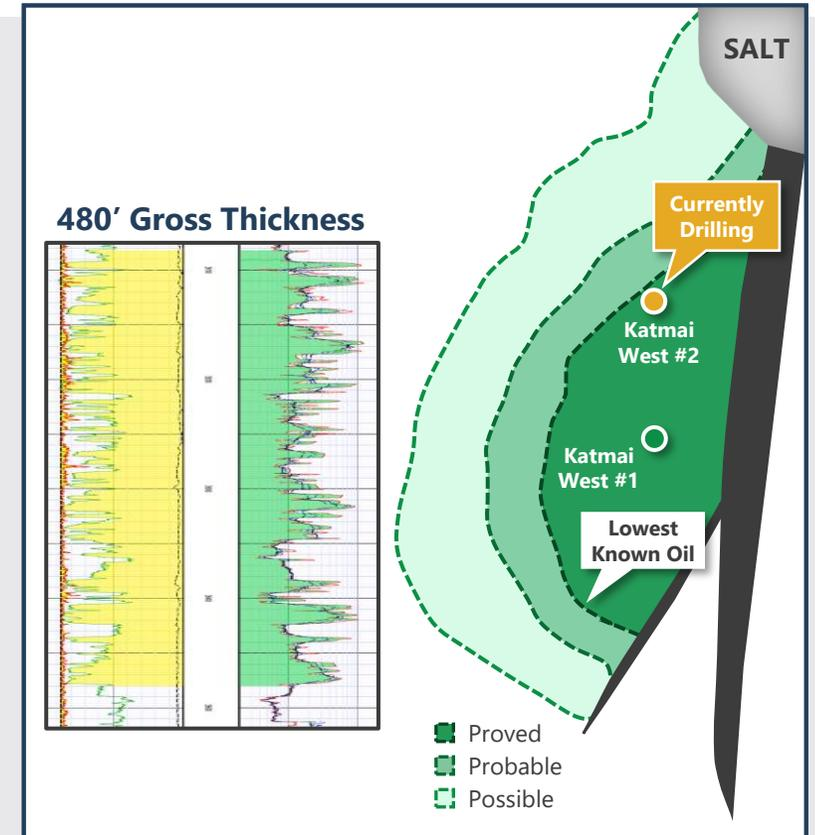 SALT
480’ Gross Thickness
Currently
Drilling
Katmai
West #2
Katmai
West #1
Lowest
Known Oil
Proved
Probable
Possible